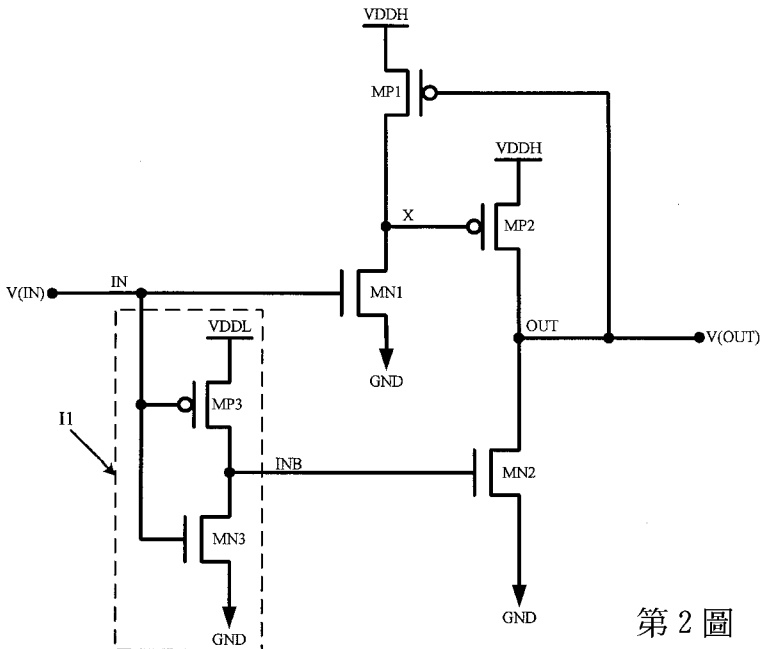 VDDH
MP1
VDDH
X
MP2
IN
V(IN)
MN1
OUT
V(OUT)
VDDL
GND
MP3
I1
INB
MN2
MN3
GND
GND
第 2 圖